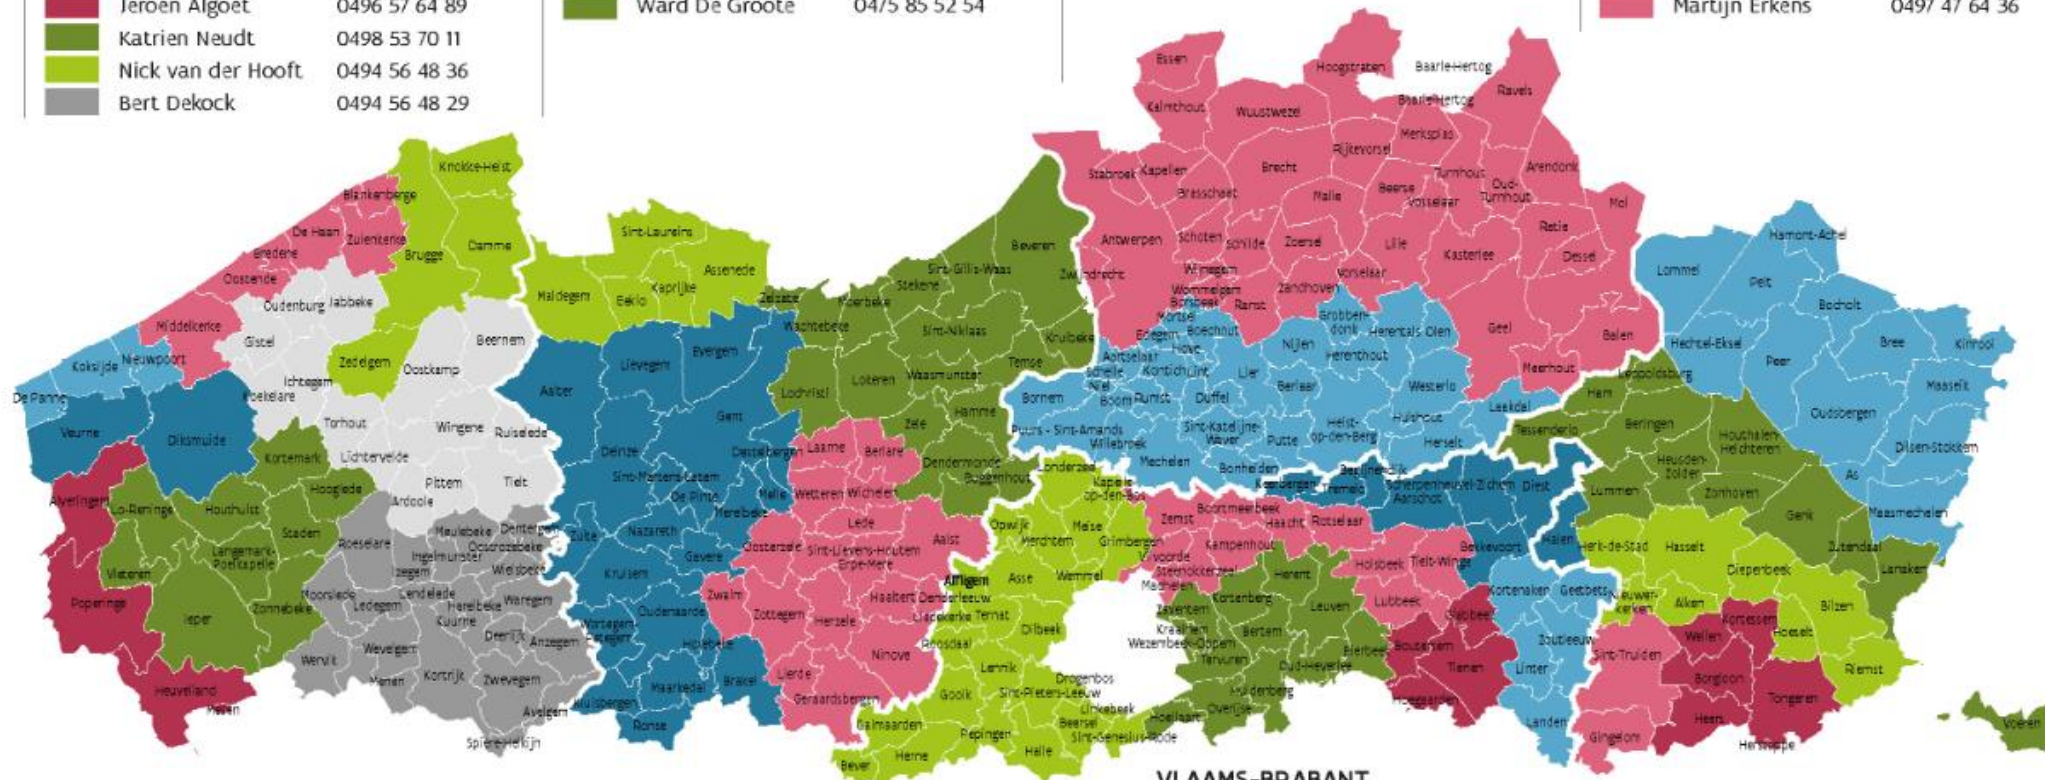 Jeroen Algoet 0496 57 64 89
Katrien Neudt 0498 53 70 11
Nick van der Hooft 0494 56 48 36
Bert Dekock 0494 56 48 29
Ward De Groote 0475 85 52 54
Martijn Erkens 0497 47 64 36
Knokke-Heist
Blankenberge
De Haan
Zuienkerke
Brugge
Damme
Bredene
Oostende
Oudenburg
Jabbeke
Middelkerke
Gistel
Zedelgem
Beernem
Oostkamp
Koksijde
Nieuwpoort
De Panne
Ichtegem
Koekelare
Veurne
Diksmuide
Torhout
Wingene
Ruiselede
Kortemark
Lichtervelde
Pittem
Tielt
Ardooie
Alveringem
Lo-Reninge
Houthulst
Hooglede
Staden
Roeselare
Meulebeke
Dentergem
Oostrozebeke
Ingelmunster
Izegem
Wielsbeke
Langemark-
Poelkapelle
Vleteren
Poperinge
Ieper
Zonnebeke
Moorslede
Ledegem
Lendelede
Harelbeke
Kuurne
Waregem
Deerlijk
Anzegem
Wevelgem
Wervik
Menen
Kortrijk
Zwevegem
Avelgem
Spiere-Helkijn
Heuvelland
Mesen
Sint-Laureins
Maldegem
Eeklo
Kaprijke
Assenede
Zelzate
Wachtebeke
Moerbeke
Stekene
Sint-Gillis-Waas
Beveren
Zwijndrecht
Sint-Niklaas
Kruibeke
Temse
Lokeren
Waasmunster
Lochristi
Hamme
Zele
Aalter
Lievegem
Evergem
Gent
Deinze
Sint-Martens-Latem
De Pinte
Destelbergen
Melle
Merelbeke
Laarne
Berlare
Wetteren
Wichelen
Dendermonde
Buggenhout
Zulte
Nazareth
Gavere
Kruisem
Oudenaarde
Wortegem-
Petegem
Horebeke
Kluisbergen
Maarkedal
Brakel
Ronse
Oosterzele
Lede
Aalst
Sint-Lievens-Houtem
Erpe-Mere
Zwalm
Zottegem
Herzele
Haaltert
Denderleeuw
Ninove
Lierde
Geraardsbergen
Essen
Kalmthout
Hoogstraten
Baarle-Hertog
Baarle-Hertog
Ravels
Wuustwezel
Merksplas
Rijkevorsel
Stabroek
Kapellen
Brecht
Brasschaat
Malle
Beerse
Turnhout
Vosselaar
Oud-
Turnhout
Arendonk
Mol
Retie
Dessel
Antwerpen
Schoten
Schilde
Zoersel
Lille
Kasterlee
Wijnegem
Wommelgem
Borsbeek
Ranst
Zandhoven
Vorselaar
Mortsel
Edegem
Boechout
Hove
Grobben-
donk
Herentals
Olen
Geel
Balen
Meerhout
Nijlen
Herenthout
Aartselaar
Schelle
Niel
Kontich
Lint
Lier
Berlaar
Westerlo
Laakdal
Bornem
Boom
Rumst
Duffel
Hulshout
Puurs - Sint-Amands
Willebroek
Sint-Katelijne-
Waver
Putte
Heist-
op-den-Berg
Herselt
Mechelen
Bonheiden
Londerzeel
Kapelle-
op-den-Bos
Keerbergen
Begijnendijk
Tremelo
Aarschot
Scherpenheuvel-Zichem
Diest
Opwijk
Meise
Merchtem
Grimbergen
Zemst
Boortmeerbeek
Haacht
Rotselaar
Kampenhout
voorde
Steenokkerzeel
Machelen
Holsbeek
Tielt-Winge
Bekkevoort
Affligem
Asse
Wemmel
Liedekerke
Ternat
Roosdaal
Dilbeek
Lennik
Gooik
Drogenbos
Sint-Pieters-Leeuw
Linkebeek
Beersel
Sint-Genesius-Rode
Galmaarden
Pepingen
Herne
Halle
Bever
Herent
Kortenberg
Leuven
Lubbeek
Zaventem
Kraainem
Wezembeek-Oppem
Bertem
Tervuren
Oud-Heverlee
Bierbeek
Huldenberg
Overijse
Hoeilaart
Glabbeek
Boutersem
Tienen
Hoegaarden
Kortenaken
Geetbets
Zoutleeuw
Linter
Landen
Lommel
Hamont-Achel
Pelt
Bocholt
Hechtel-Eksel
Peer
Bree
Kinrooi
Maaseik
Leopoldsburg
Ham
Oudsbergen
Tessenderlo
Beringen
Houthalen-
Helchteren
Dilsen-Stokkem
Heusden-
Zolder
As
Lummen
Zonhoven
Genk
Maasmechelen
Halen
Herk-de-Stad
Hasselt
Zutendaal
Lanaken
Diepenbeek
Nieuwer-
kerken
Alken
Bilzen
Kortessem
Hoeselt
Wellen
Sint-Truiden
Riemst
Borgloon
Tongeren
Heers
Gingelom
Herstappe
Voeren
VLAAMS-BRABANT